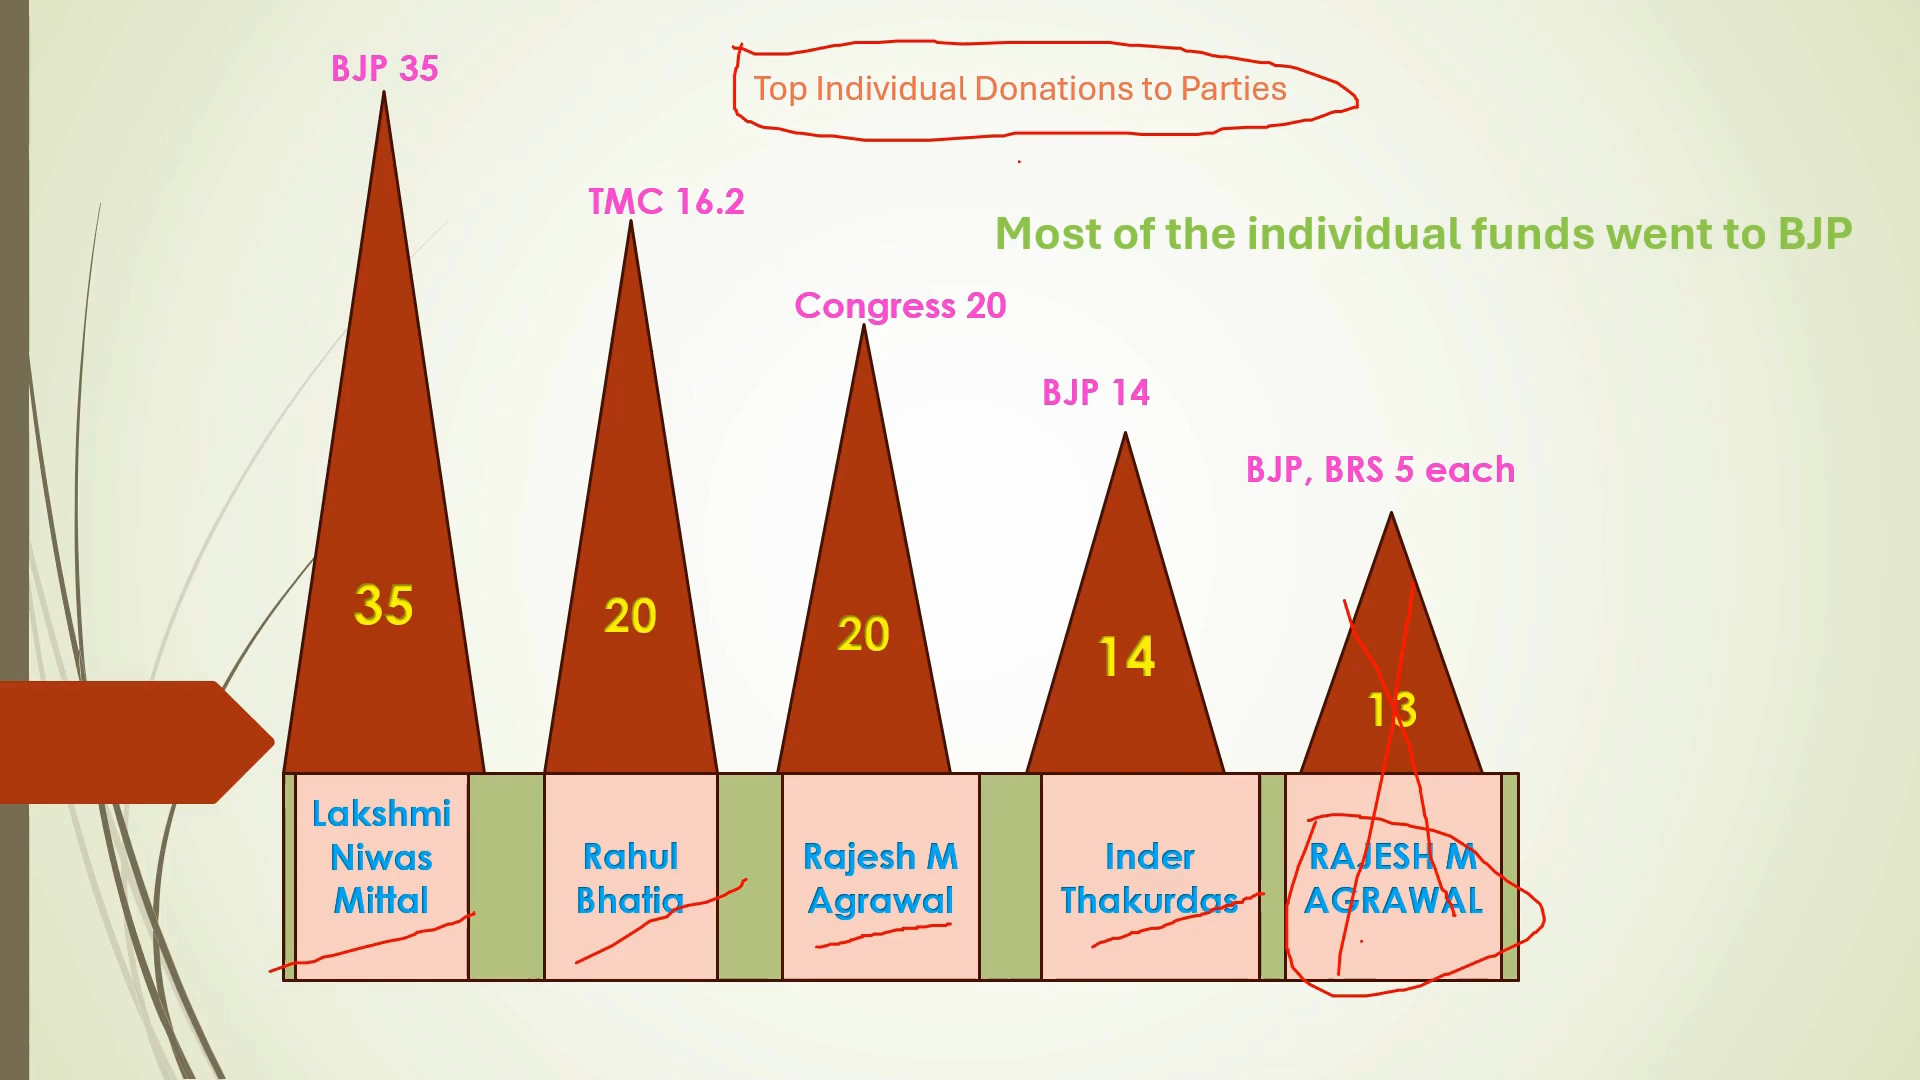 Top Individual Donations to Parties
Most of the individual funds went to BJP
BJP 35
TMC 16.2
Congress 20
BJP 14
BJP, BRS 5 each
35
20
20
14
13
Lakshmi
Niwas
Mittal
Rahul
Bhatia
Rajesh M
Agrawal
Inder
Thakurdas
RAJESH M
AGRAWAL